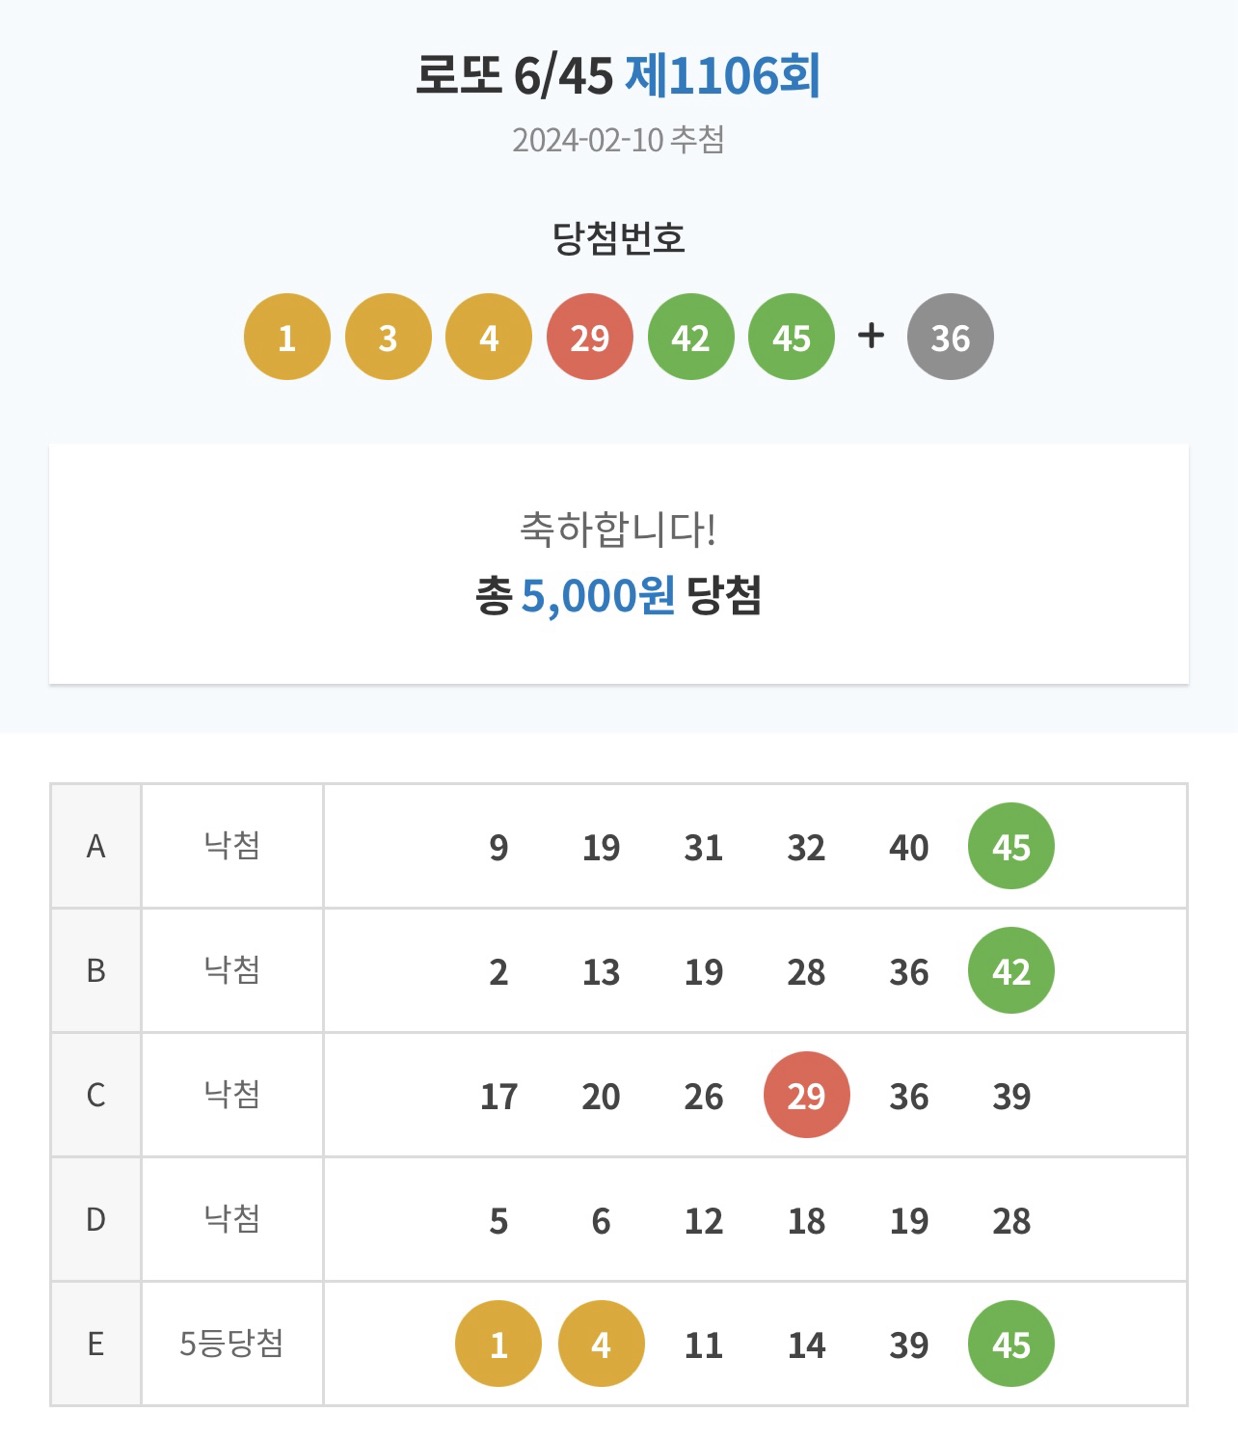 로또 6/45 제1106회
2024-02-10 추첨
당첨번호
1 3 4 29 42 45 + 36
축하합니다!
총 5,000원 당첨
A 낙첨 9 19 31 32 40 45
B 낙첨 2 13 19 28 36 42
C 낙첨 17 20 26 29 36 39
D 낙첨 5 6 12 18 19 28
E 5등당첨 1 4 11 14 39 45